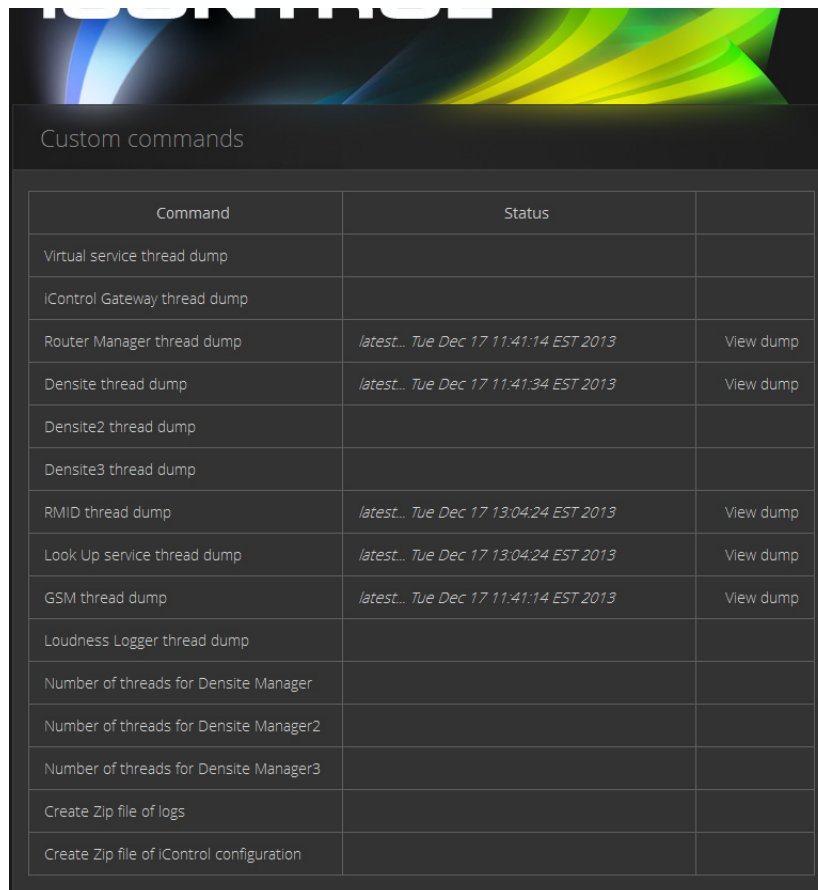 iCONTROL
Custom commands
Command Status
Virtual service thread dump
iControl Gateway thread dump
Router Manager thread dump latest... Tue Dec 17 11:41:14 EST 2013 View dump
Densite thread dump latest... Tue Dec 17 11:41:34 EST 2013 View dump
Densite2 thread dump
Densite3 thread dump
RMID thread dump latest... Tue Dec 17 13:04:24 EST 2013 View dump
Look Up service thread dump latest... Tue Dec 17 13:04:24 EST 2013 View dump
GSM thread dump latest... Tue Dec 17 11:41:14 EST 2013 View dump
Loudness Logger thread dump
Number of threads for Densite Manager
Number of threads for Densite Manager2
Number of threads for Densite Manager3
Create Zip file of logs
Create Zip file of iControl configuration